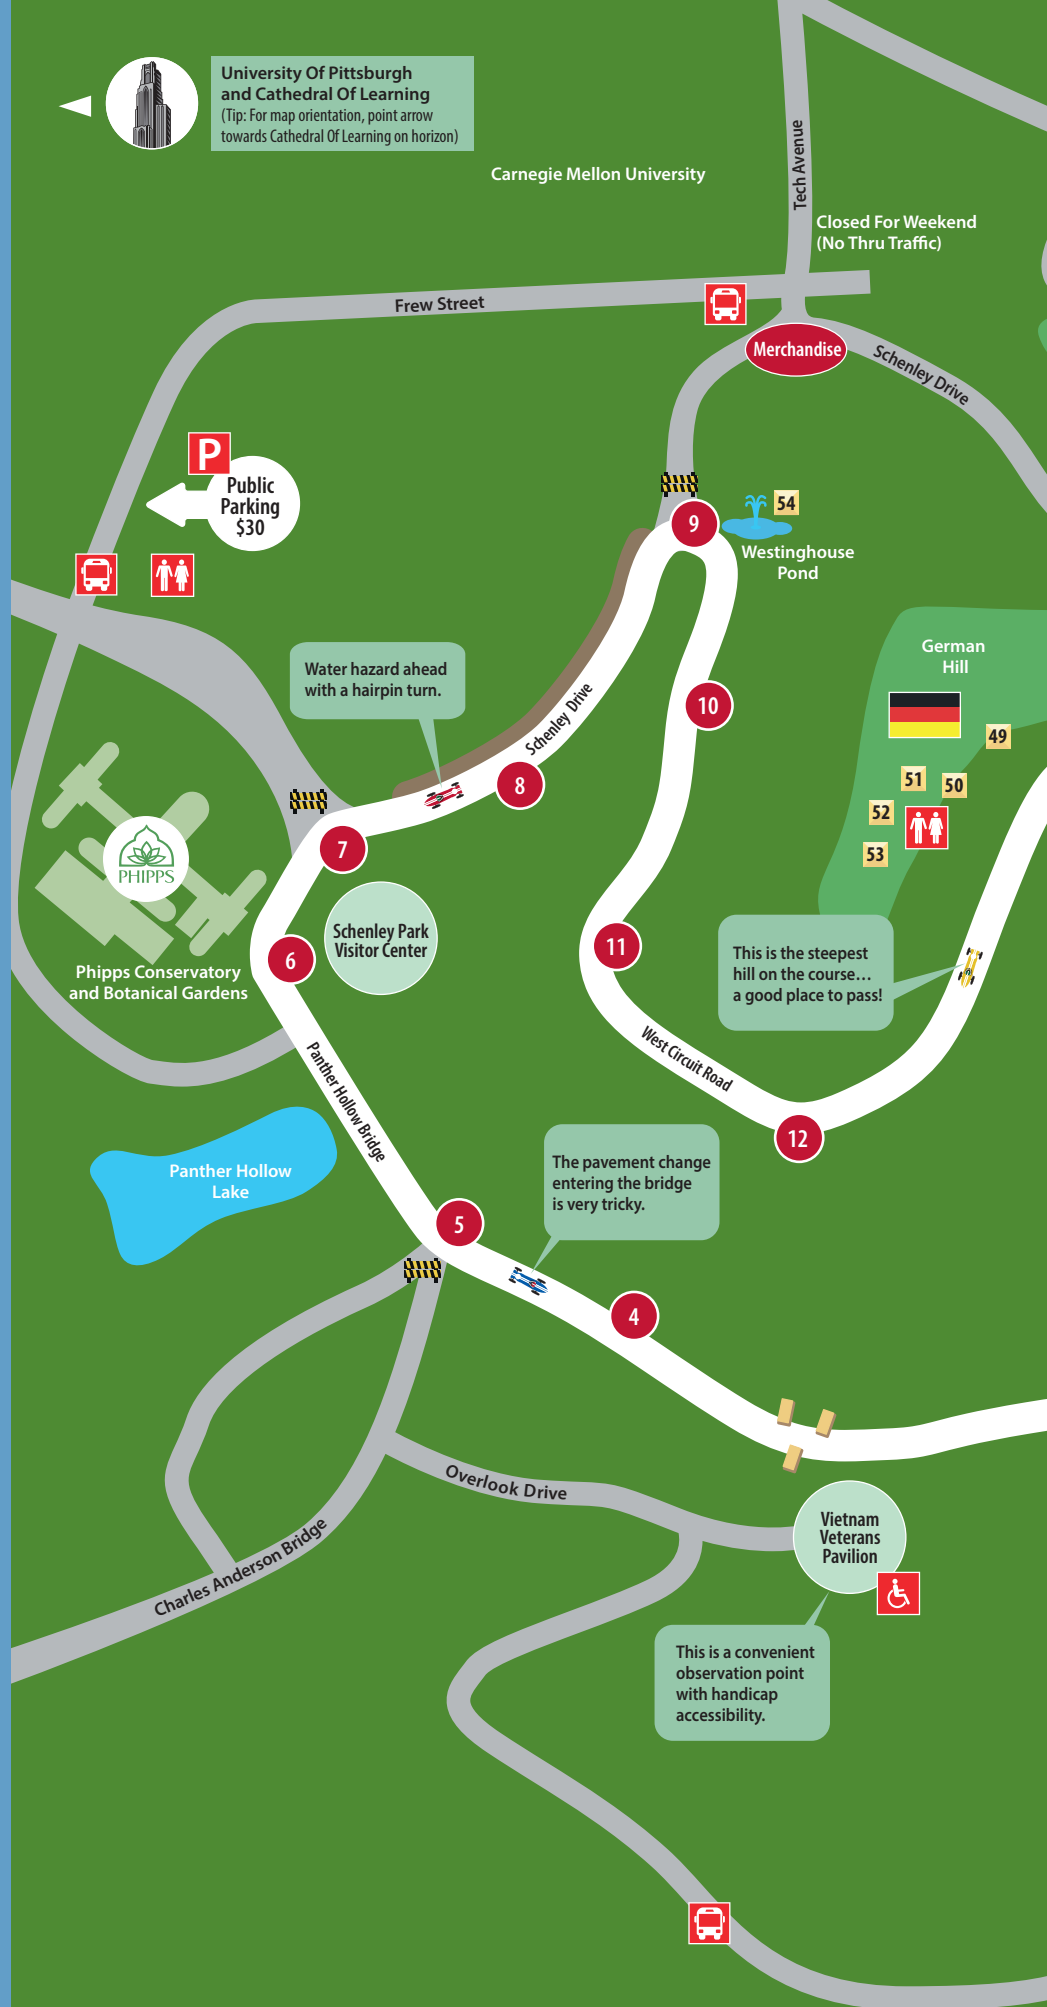 University Of Pittsburgh
and Cathedral Of Learning
(Tip: For map orientation, point arrow
towards Cathedral Of Learning on horizon)
Carnegie Mellon University
Tech Avenue
Closed For Weekend
(No Thru Traffic)
Frew Street
Merchandise
Schenley Drive
P
Public
Parking
$30
9
54
Westinghouse
Pond
German
Hill
Water hazard ahead
with a hairpin turn.
Schenley Drive
10
49
51
50
52
53
8
7
PHIPPS
Schenley Park
Visitor Center
6
11
This is the steepest
hill on the course...
a good place to pass!
Phipps Conservatory
and Botanical Gardens
Panther Hollow Bridge
West Circuit Road
12
Panther Hollow
Lake
The pavement change
entering the bridge
is very tricky.
5
4
Overlook Drive
Charles Anderson Bridge
Vietnam
Veterans
Pavilion
This is a convenient
observation point
with handicap
accessibility.